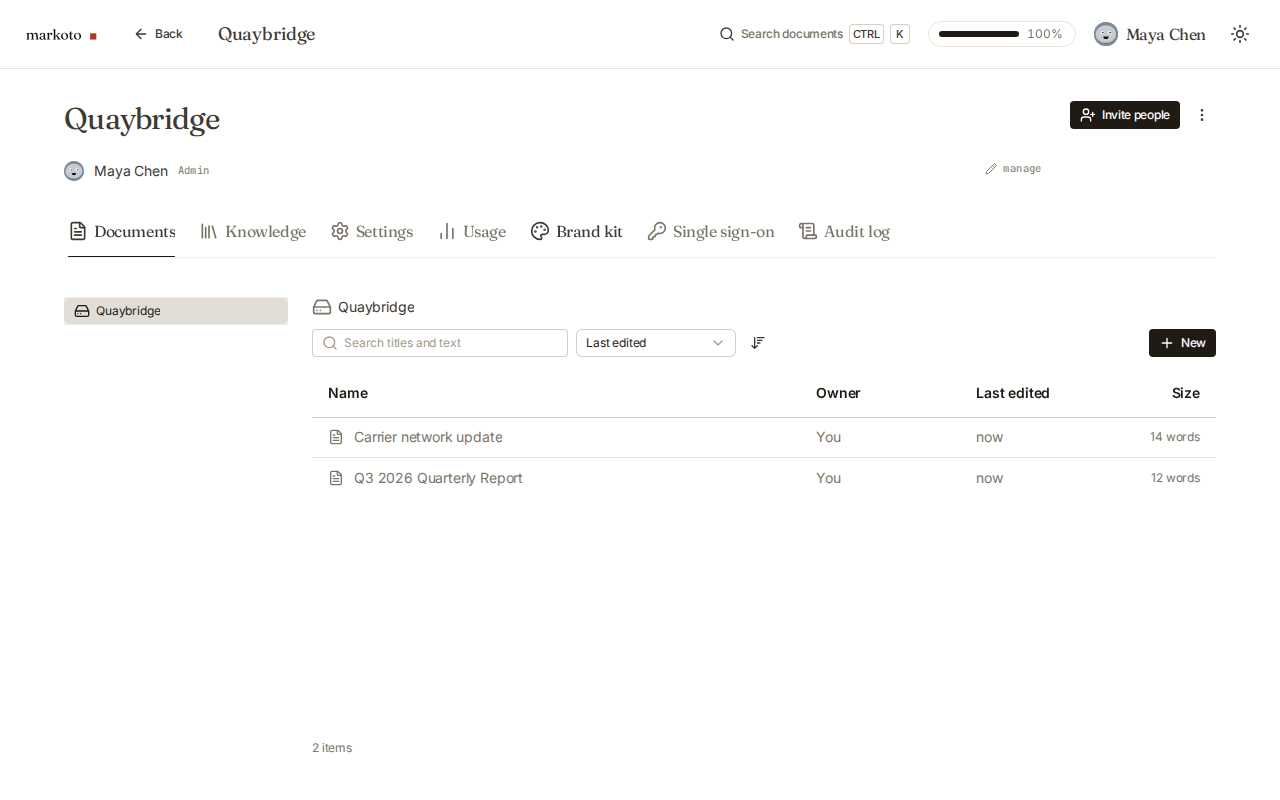 markoto Back Quaybridge Search documents CTRL K 100% Maya Chen
Quaybridge
Invite people
Maya Chen Admin
manage
Documents Knowledge Settings Usage Brand kit Single sign-on Audit log
Quaybridge
Quaybridge
Search titles and text Last edited New
Name Owner Last edited Size
Carrier network update You now 14 words
Q3 2026 Quarterly Report You now 12 words
2 items